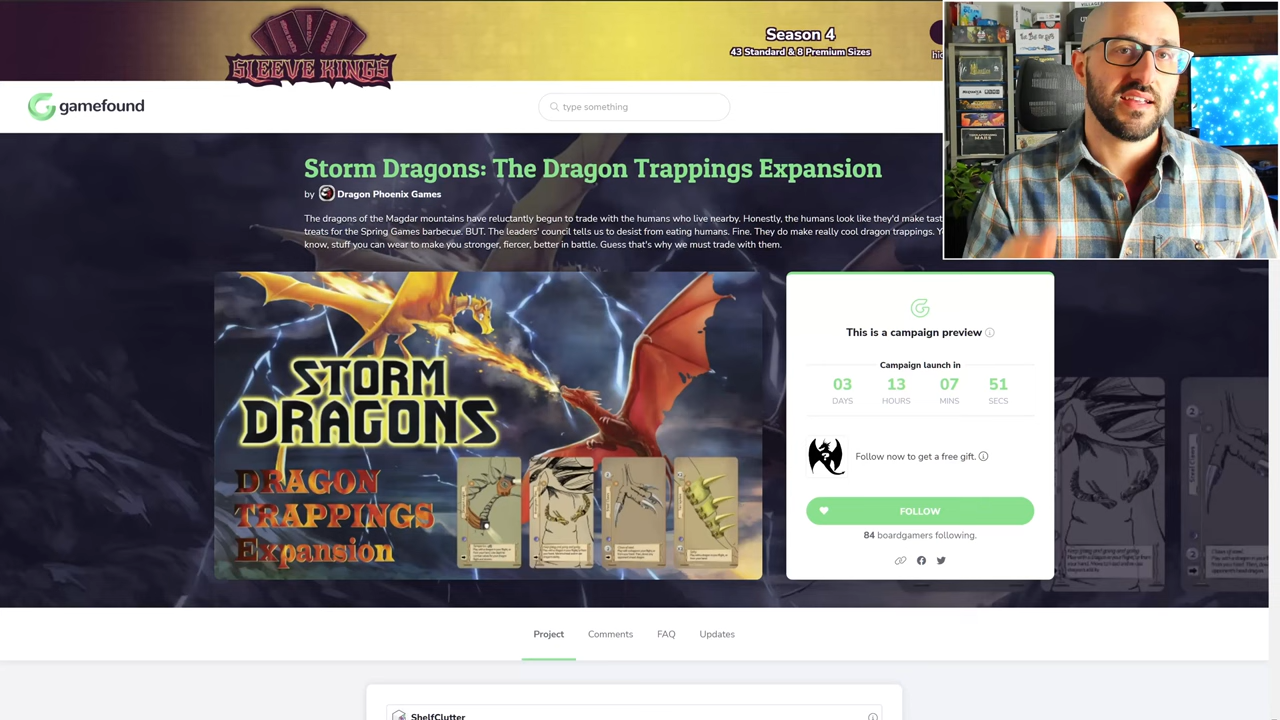 SLEEVE KINGS
Season 4
43 Standard & 8 Premium Sizes
gamefound
type something
Storm Dragons: The Dragon Trappings Expansion
by Dragon Phoenix Games
The dragons of the Magdar mountains have reluctantly begun to trade with the humans who live nearby. Honestly, the humans look like they'd make tast
treats for the Spring Games barbecue. BUT. The leaders' council tells us to desist from eating humans. Fine. They do make really cool dragon trappings. Y
know, stuff you can wear to make you stronger, fiercer, better in battle. Guess that's why we must trade with them.
STORM
DRAGONS
DRAGON
TRAPPINGS
Expansion
This is a campaign preview
Campaign launch in
03 13 07 51
DAYS HOURS MINS SECS
Follow now to get a free gift.
FOLLOW
84 boardgamers following.
Project Comments FAQ Updates
ShelfClutter